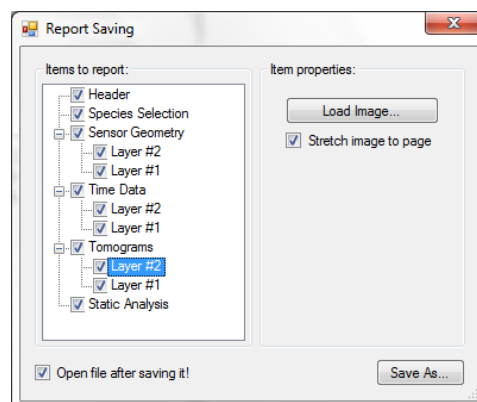 Report Saving
Items to report:
Header
Species Selection
Sensor Geometry
Layer #2
Layer #1
Time Data
Layer #2
Layer #1
Tomograms
Layer #2
Layer #1
Static Analysis
Item properties:
Load Image...
Stretch image to page
Open file after saving it!
Save As...